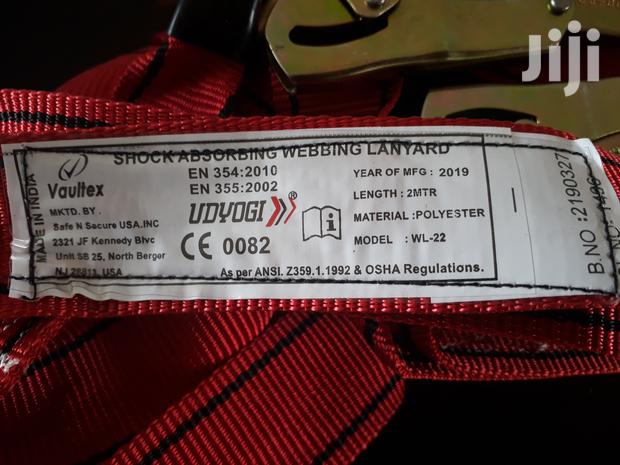 Jiji
SHOCK ABSORBING WEBBING LANYARD
MADE IN INDIA
Vaultex
MKTD. BY .
Safe N Secure USA.INC
2321 JF Kennedy Blvc
Unit SB 25, North Berger
NJ USA
EN 354:2010
EN 355:2002
UDYOGI ®
CE 0082
i
YEAR OF MFG : 2019
LENGTH : 2MTR
MATERIAL :POLYESTER
MODEL : WL-22
As per ANSI. Z359.1.1992 & OSHA Regulations.
B.NO :2190327